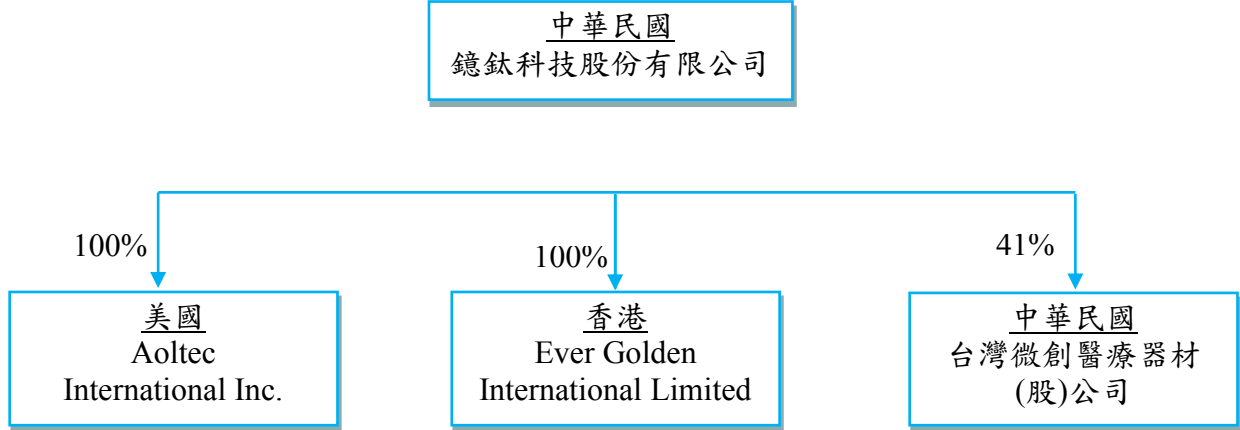 中華民國
鐿鈦科技股份有限公司
100%
100%
41%
美國
Aoltec
International Inc.
香港
Ever Golden
International Limited
中華民國
台灣微創醫療器材
(股)公司